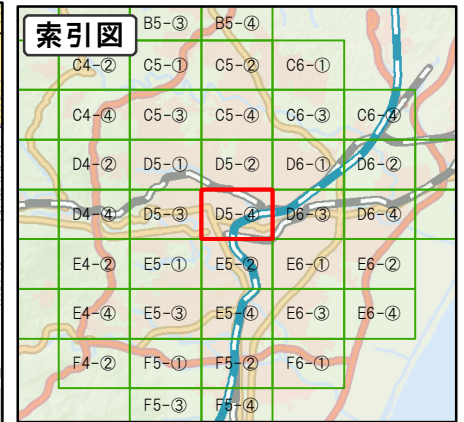 索引図
B5-③ B5-④
C4-② C5-① C5-② C6-①
C4-④ C5-③ C5-④ C6-③ C6-④
D4-② D5-① D5-② D6-① D6-②
D4-④ D5-③ D5-④ D6-③ D6-④
E4-② E5-① E5-② E6-① E6-②
E4-④ E5-③ E5-④ E6-③ E6-④
F4-② F5-① F5-② F6-①
F5-③ F5-④